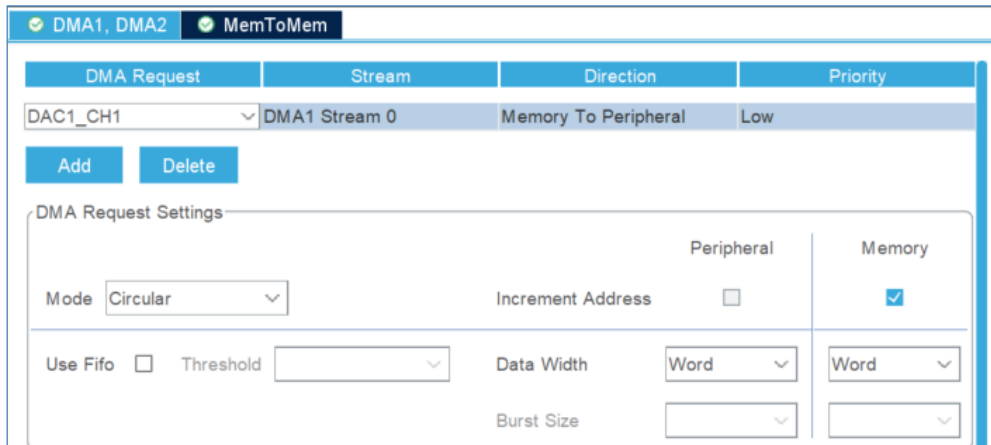 DMA1, DMA2 MemToMem
DMA Request Stream Direction Priority
DAC1_CH1 DMA1 Stream 0 Memory To Peripheral Low
Add Delete
DMA Request Settings
Peripheral Memory
Mode Circular Increment Address
Use Fifo Threshold Data Width Word Word
Burst Size